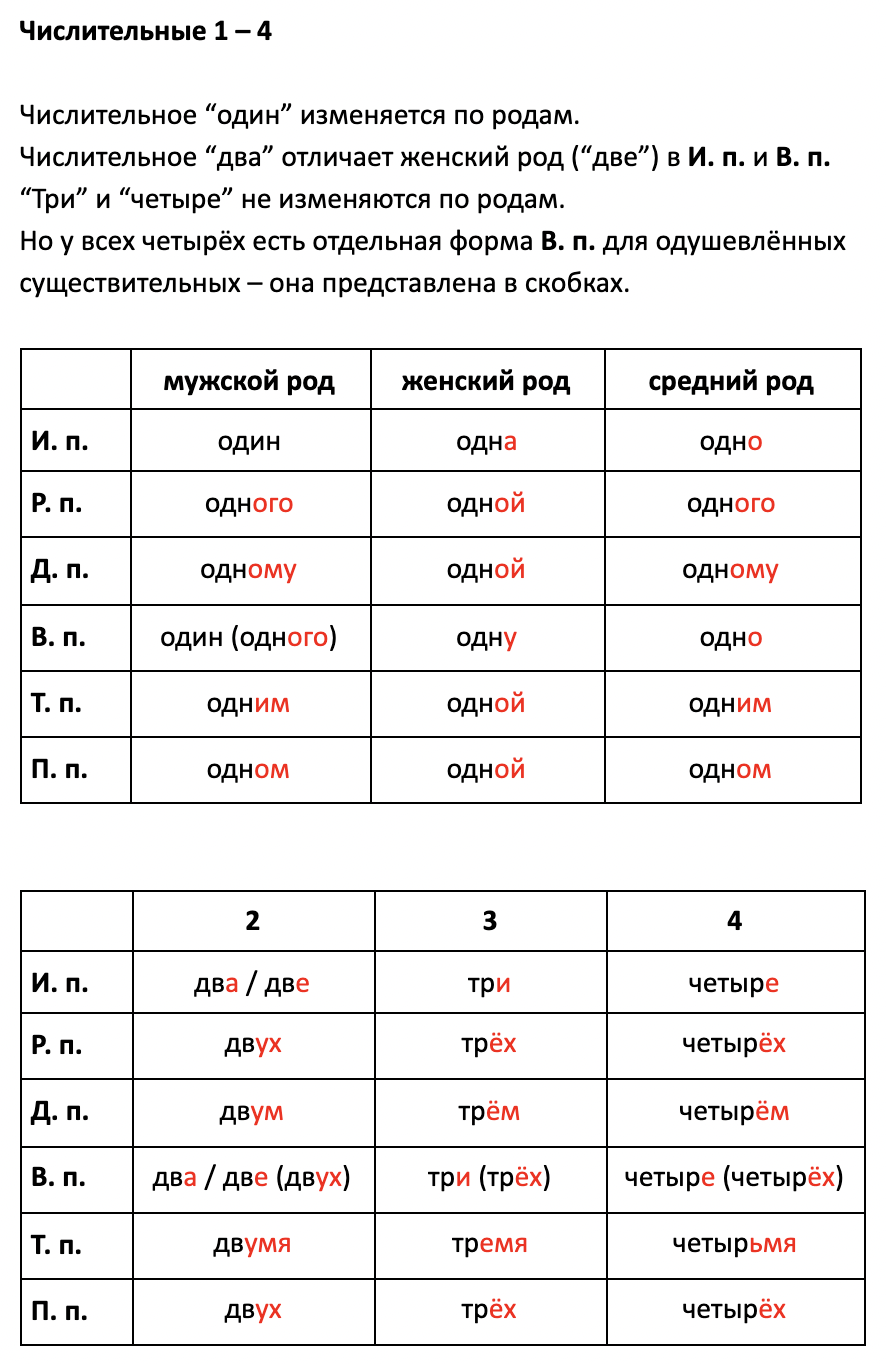 Числительные 1 – 4
Числительное “один” изменяется по родам.
Числительное “два” отличает женский род (“две”) в И. п. и В. п.
“Три” и “четыре” не изменяются по родам.
Но у всех четырёх есть отдельная форма В. п. для одушевлённых
существительных – она представлена в скобках.
мужской род женский род средний род
И. п. один одна одно
Р. п. одного одной одного
Д. п. одному одной одному
В. п. один (одного) одну одно
Т. п. одним одной одним
П. п. одном одной одном
2 3 4
И. п. два / две три четыре
Р. п. двух трёх четырёх
Д. п. двум трём четырём
В. п. два / две (двух) три (трёх) четыре (четырёх)
Т. п. двумя тремя четырьмя
П. п. двух трёх четырёх